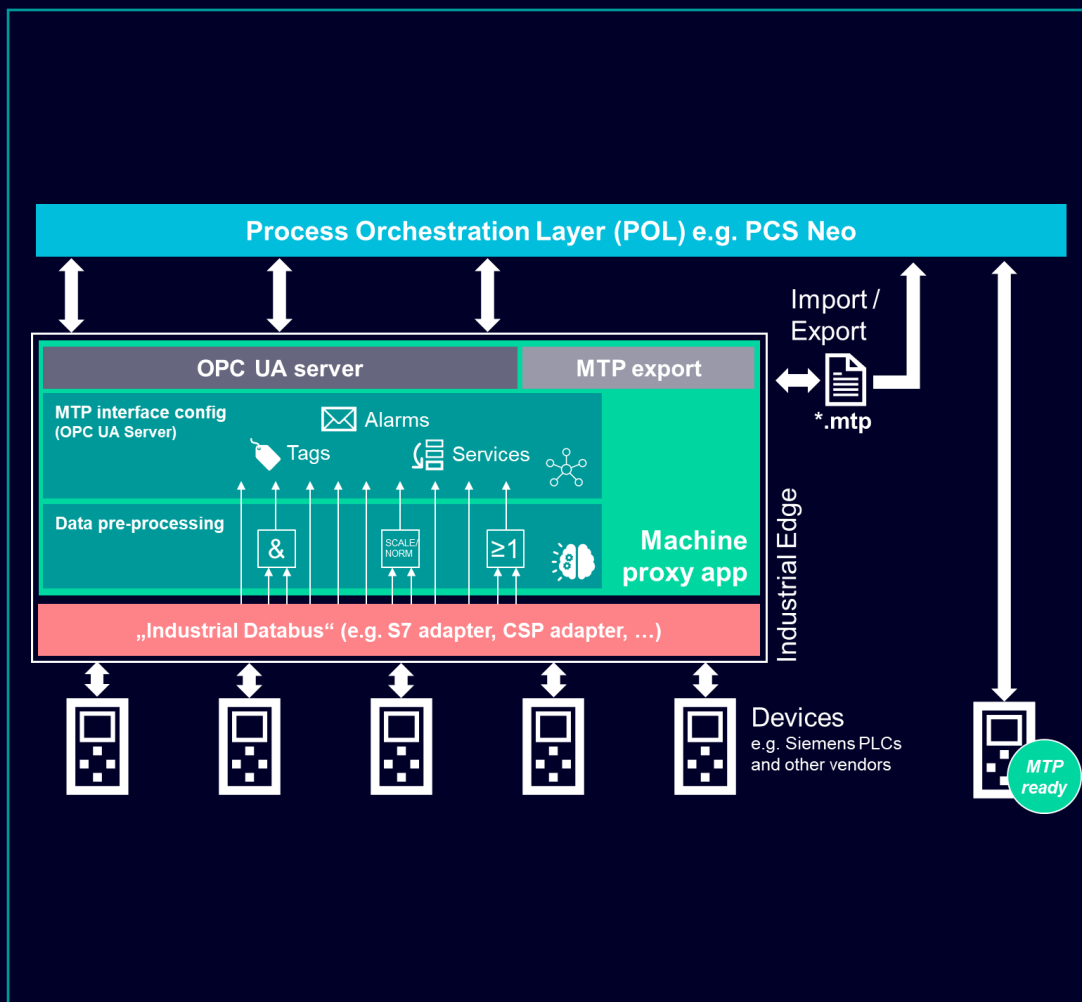 Process Orchestration Layer (POL) e.g. PCS Neo
Import /
Export
*.mtp
OPC UA server
MTP export
MTP interface config
(OPC UA Server)
Alarms
Tags
Services
Data pre-processing
&
SCALE/
NORM
≥1
Machine
proxy app
Industrial Edge
„Industrial Databus“ (e.g. S7 adapter, CSP adapter, …)
Devices
e.g. Siemens PLCs
and other vendors
MTP
ready